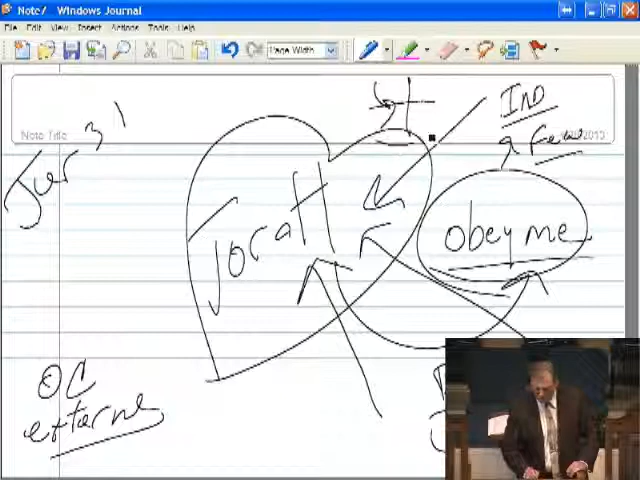 Note7 Windows Journal
File Edit View Insert Actions Tools Help
Page Width
Note Title
Jer 31
IND
Torah
obey me
OC
external